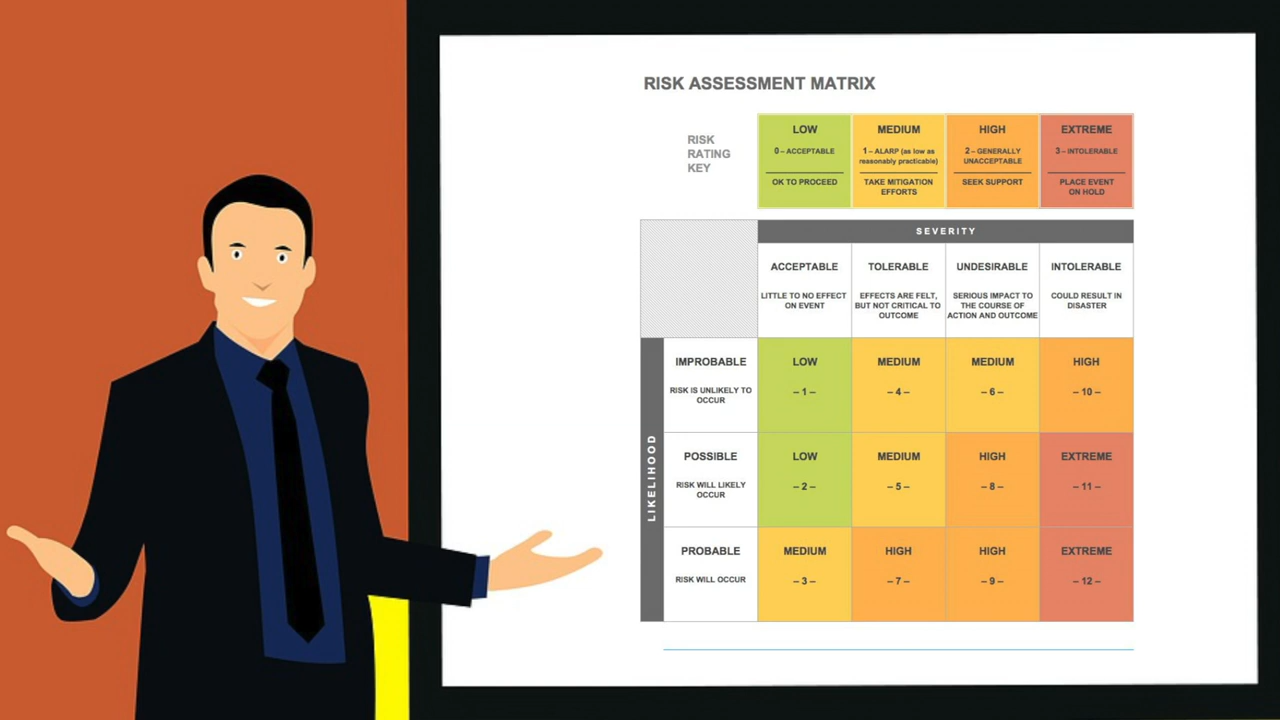 RISK ASSESSMENT MATRIX
RISK
RATING
KEY
LOW
0 – ACCEPTABLE
OK TO PROCEED
MEDIUM
1 – ALARP (as low as
reasonably practicable)
TAKE MITIGATION
EFFORTS
HIGH
2 – GENERALLY
UNACCEPTABLE
SEEK SUPPORT
EXTREME
3 – INTOLERABLE
PLACE EVENT
ON HOLD
SEVERITY
ACCEPTABLE
LITTLE TO NO EFFECT
ON EVENT
TOLERABLE
EFFECTS ARE FELT,
BUT NOT CRITICAL TO
OUTCOME
UNDESIRABLE
SERIOUS IMPACT TO
THE COURSE OF
ACTION AND OUTCOME
INTOLERABLE
COULD RESULT IN
DISASTER
LIKELIHOOD
IMPROBABLE
RISK IS UNLIKELY TO
OCCUR
LOW
– 1 –
MEDIUM
– 4 –
MEDIUM
– 6 –
HIGH
– 10 –
POSSIBLE
RISK WILL LIKELY
OCCUR
LOW
– 2 –
MEDIUM
– 5 –
HIGH
– 8 –
EXTREME
– 11 –
PROBABLE
RISK WILL OCCUR
MEDIUM
– 3 –
HIGH
– 7 –
HIGH
– 9 –
EXTREME
– 12 –